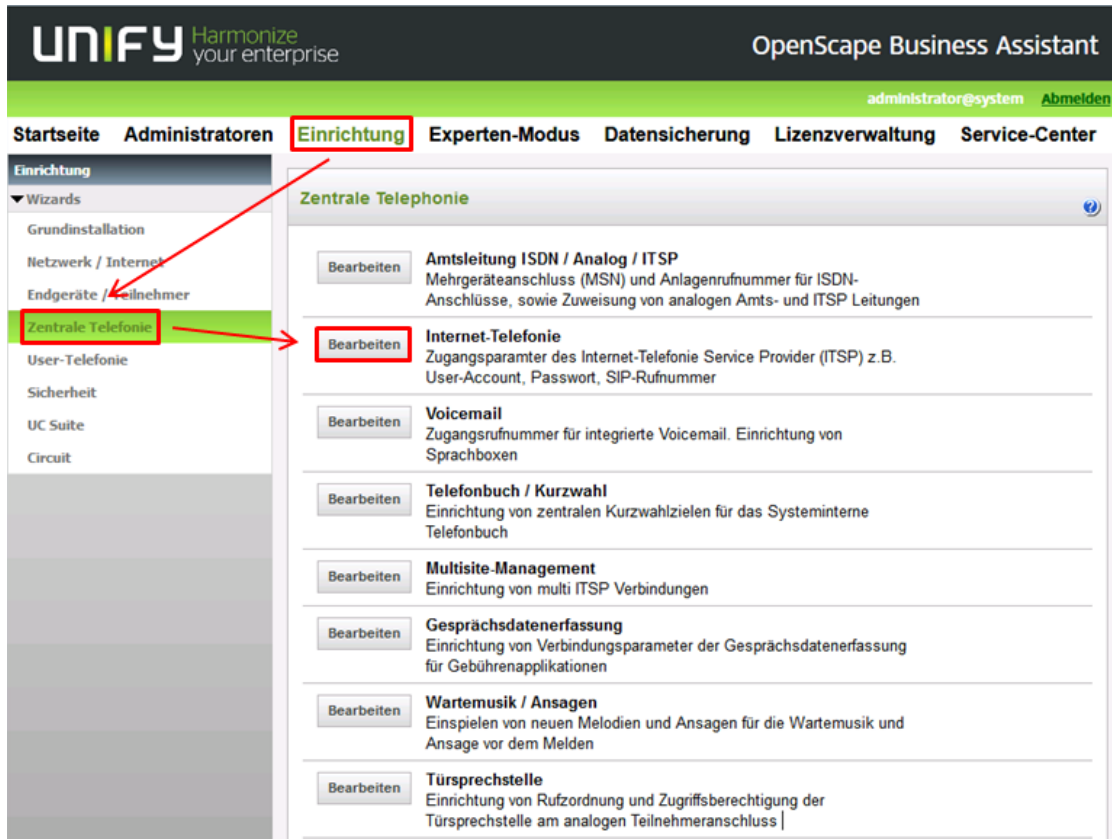 UNIFY Harmonize
your enterprise
OpenScape Business Assistant
administrator@system Abmelden
Startseite Administratoren Einrichtung Experten-Modus Datensicherung Lizenzverwaltung Service-Center
Einrichtung
Wizards
Grundinstallation
Netzwerk / Internet
Endgeräte / Teilnehmer
Zentrale Telefonie
User-Telefonie
Sicherheit
UC Suite
Circuit
Zentrale Telephonie
Bearbeiten
Amtsleitung ISDN / Analog / ITSP
Mehrgeräteanschluss (MSN) und Anlagenrufnummer für ISDN-
Anschlüsse, sowie Zuweisung von analogen Amts- und ITSP Leitungen
Bearbeiten
Internet-Telefonie
Zugangsparamter des Internet-Telefonie Service Provider (ITSP) z.B.
User-Account, Passwort, SIP-Rufnummer
Bearbeiten
Voicemail
Zugangsrufnummer für integrierte Voicemail. Einrichtung von
Sprachboxen
Bearbeiten
Telefonbuch / Kurzwahl
Einrichtung von zentralen Kurzwahlzielen für das Systeminterne
Telefonbuch
Bearbeiten
Multisite-Management
Einrichtung von multi ITSP Verbindungen
Bearbeiten
Gesprächsdatenerfassung
Einrichtung von Verbindungsparameter der Gesprächsdatenerfassung
für Gebührenapplikationen
Bearbeiten
Wartemusik / Ansagen
Einspielen von neuen Melodien und Ansagen für die Wartemusik und
Ansage vor dem Melden
Bearbeiten
Türsprechstelle
Einrichtung von Rufzordnung und Zugriffsberechtigung der
Türsprechstelle am analogen Teilnehmeranschluss